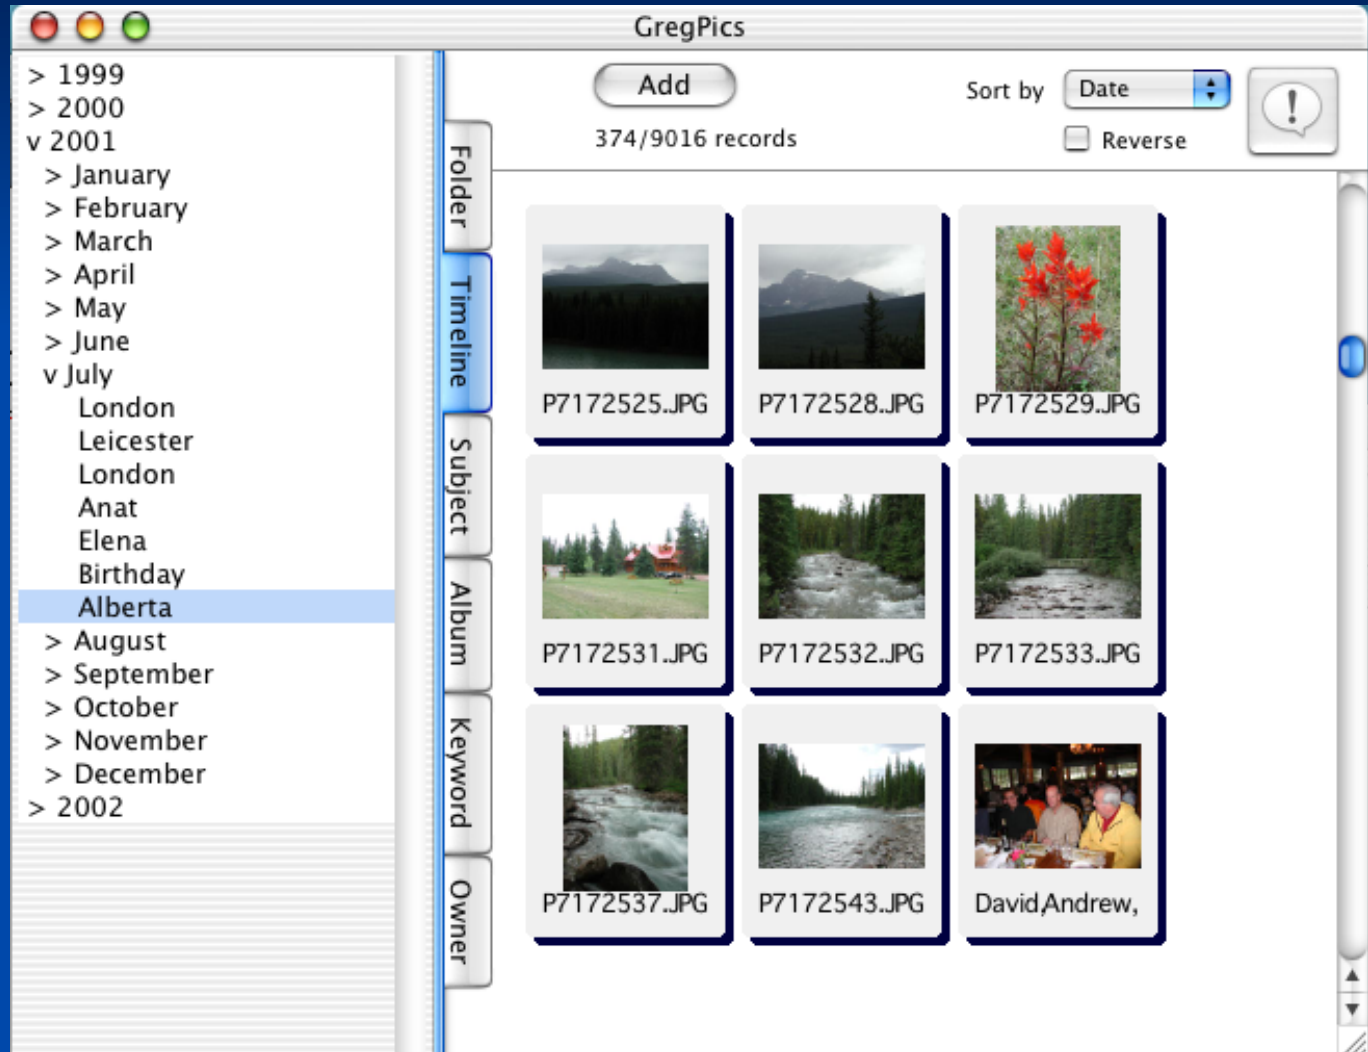 GregPics
> 1999
> 2000
v 2001
> January
> February
> March
> April
> May
> June
v July
London
Leicester
London
Anat
Elena
Birthday
Alberta
> August
> September
> October
> November
> December
> 2002
Folder
Timeline
Subject
Album
Keyword
Owner
Add
374/9016 records
Sort by Date
Reverse
!
P7172525.JPG P7172528.JPG P7172529.JPG
P7172531.JPG P7172532.JPG P7172533.JPG
P7172537.JPG P7172543.JPG David,Andrew,